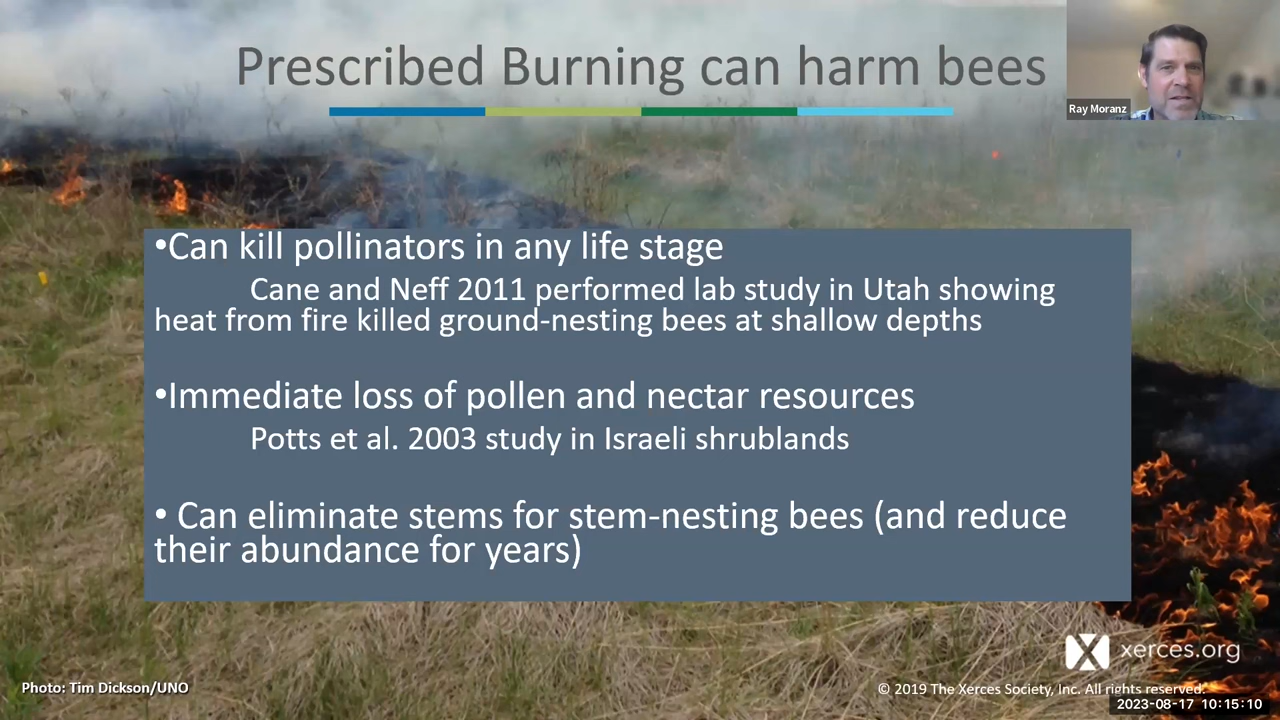 Prescribed Burning can harm bees
Ray Moranz
•Can kill pollinators in any life stage
Cane and Neff 2011 performed lab study in Utah showing
heat from fire killed ground-nesting bees at shallow depths
•Immediate loss of pollen and nectar resources
Potts et al. 2003 study in Israeli shrublands
• Can eliminate stems for stem-nesting bees (and reduce
their abundance for years)
xerces.org
Photo: Tim Dickson/UNO
© 2019 The Xerces Society, Inc. All rights reserved.
2023-08-17 10:15:10